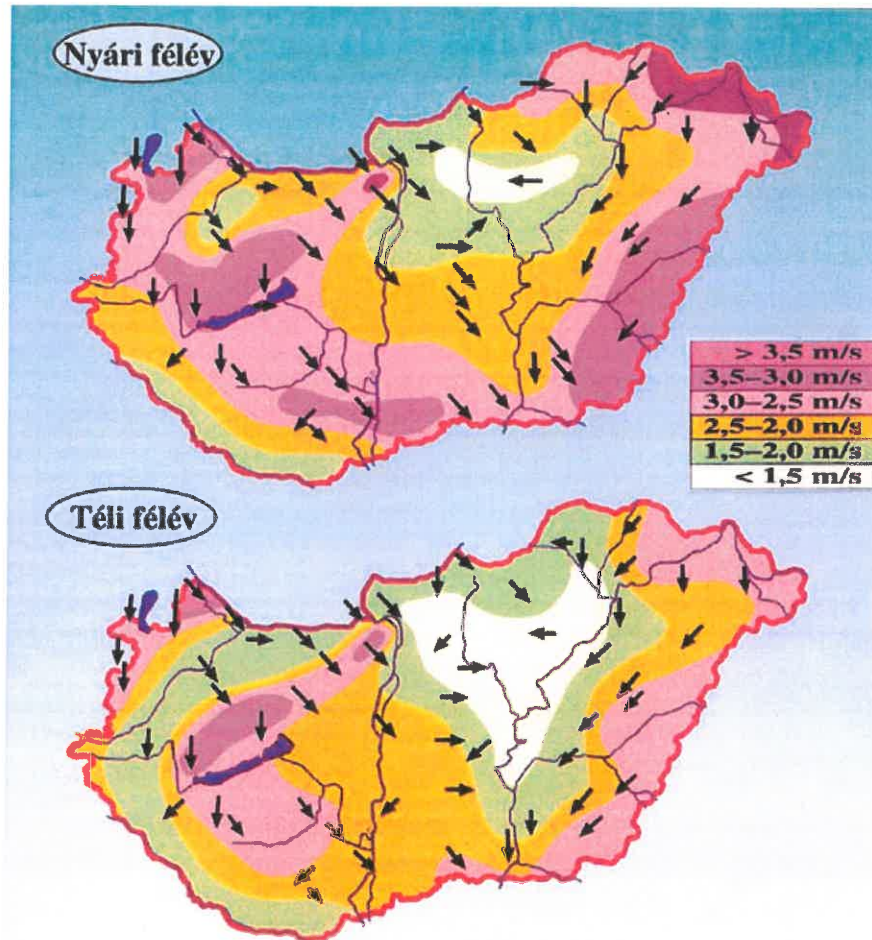 Nyári félév
> 3,5 m/s
3,5–3,0 m/s
3,0–2,5 m/s
2,5–2,0 m/s
1,5–2,0 m/s
< 1,5 m/s
Téli félév